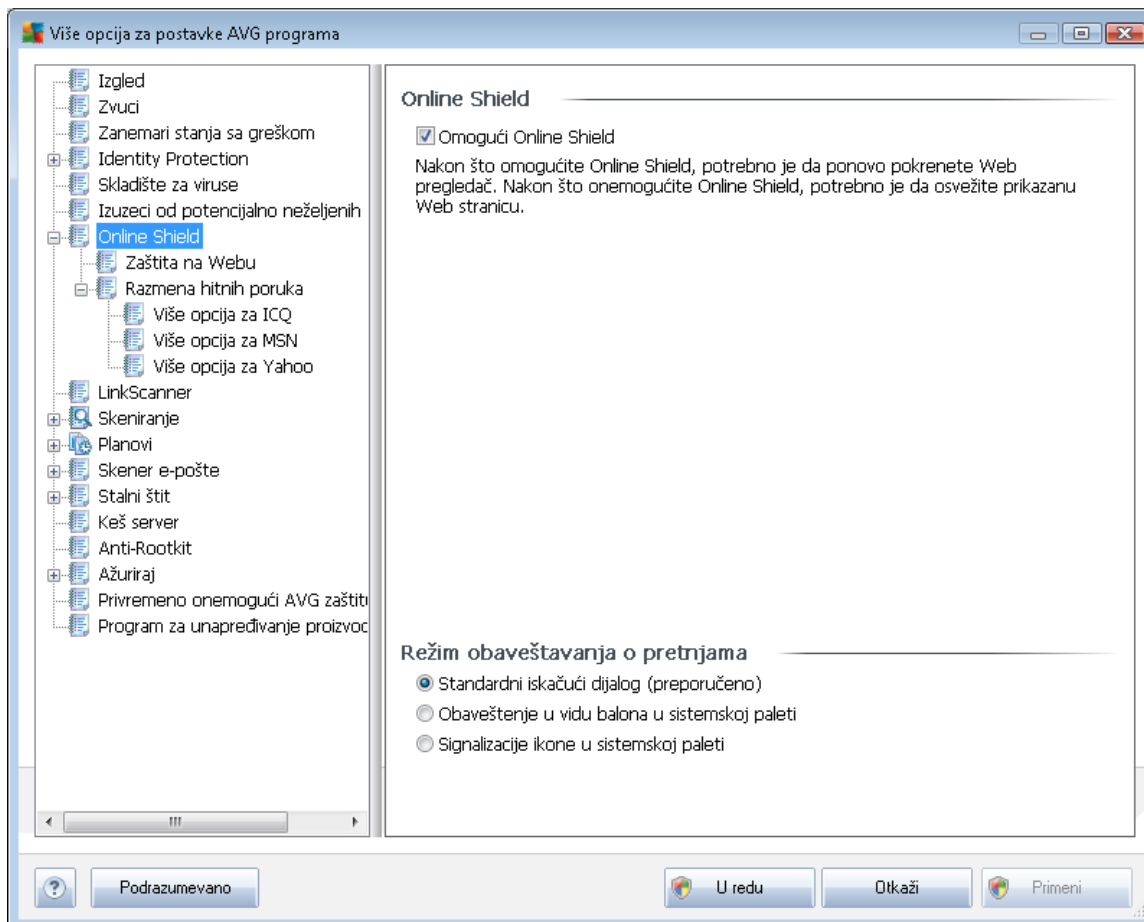 Više opcija za postavke AVG programa
Izgled
Zvuci
Zanemari stanja sa greškom
Identity Protection
Skladište za viruse
Izuzeci od potencijalno neželjenih
Online Shield
Zaštita na Webu
Razmena hitnih poruka
Više opcija za ICQ
Više opcija za MSN
Više opcija za Yahoo
LinkScanner
Skeniranje
Planovi
Skener e-pošte
Stalni štit
Keš server
Anti-Rootkit
Ažuriraj
Privremeno onemogući AVG zaštitu
Program za unapređivanje proizvod
Online Shield
Omogući Online Shield
Nakon što omogućite Online Shield, potrebno je da ponovo pokrenete Web
pregledač. Nakon što onemogućite Online Shield, potrebno je da osvežite prikazanu
Web stranicu.
Režim obaveštavanja o pretnjama
Standardni iskačući dijalog (preporučeno)
Obaveštenje u vidu balona u sistemskoj paleti
Signalizacije ikone u sistemskoj paleti
?
Podrazumevano
U redu
Otkaži
Primeni